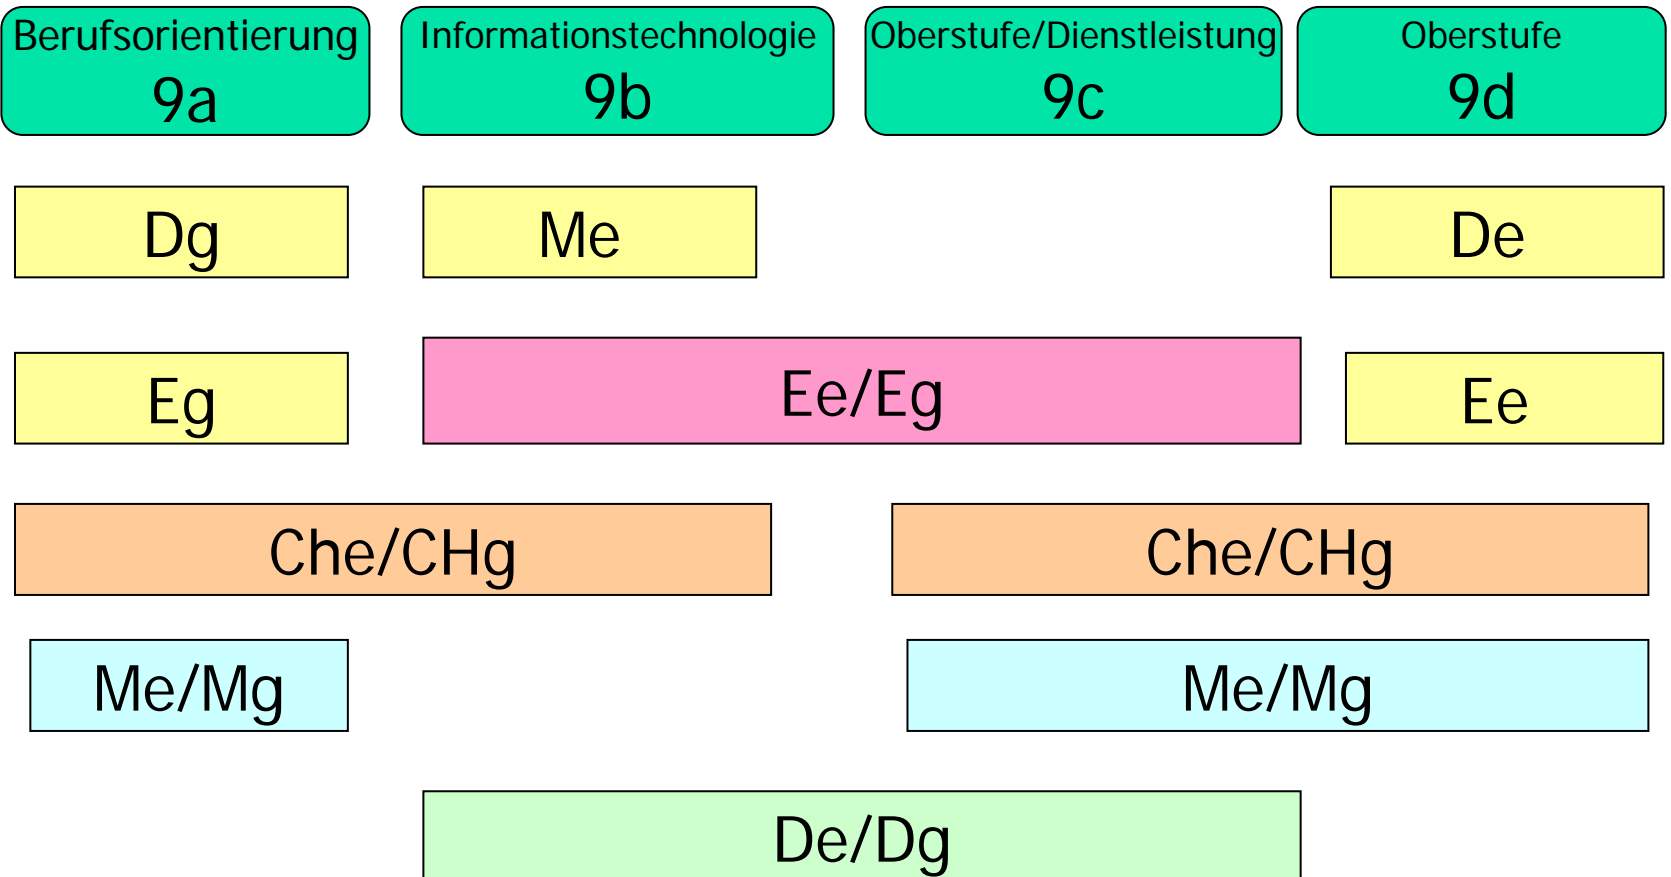 Berufsorientierung
9a
Informationstechnologie
9b
Oberstufe/Dienstleistung
9c
Oberstufe
9d
Dg
Me
De
Eg
Ee/Eg
Ee
Che/CHg
Che/CHg
Me/Mg
Me/Mg
De/Dg